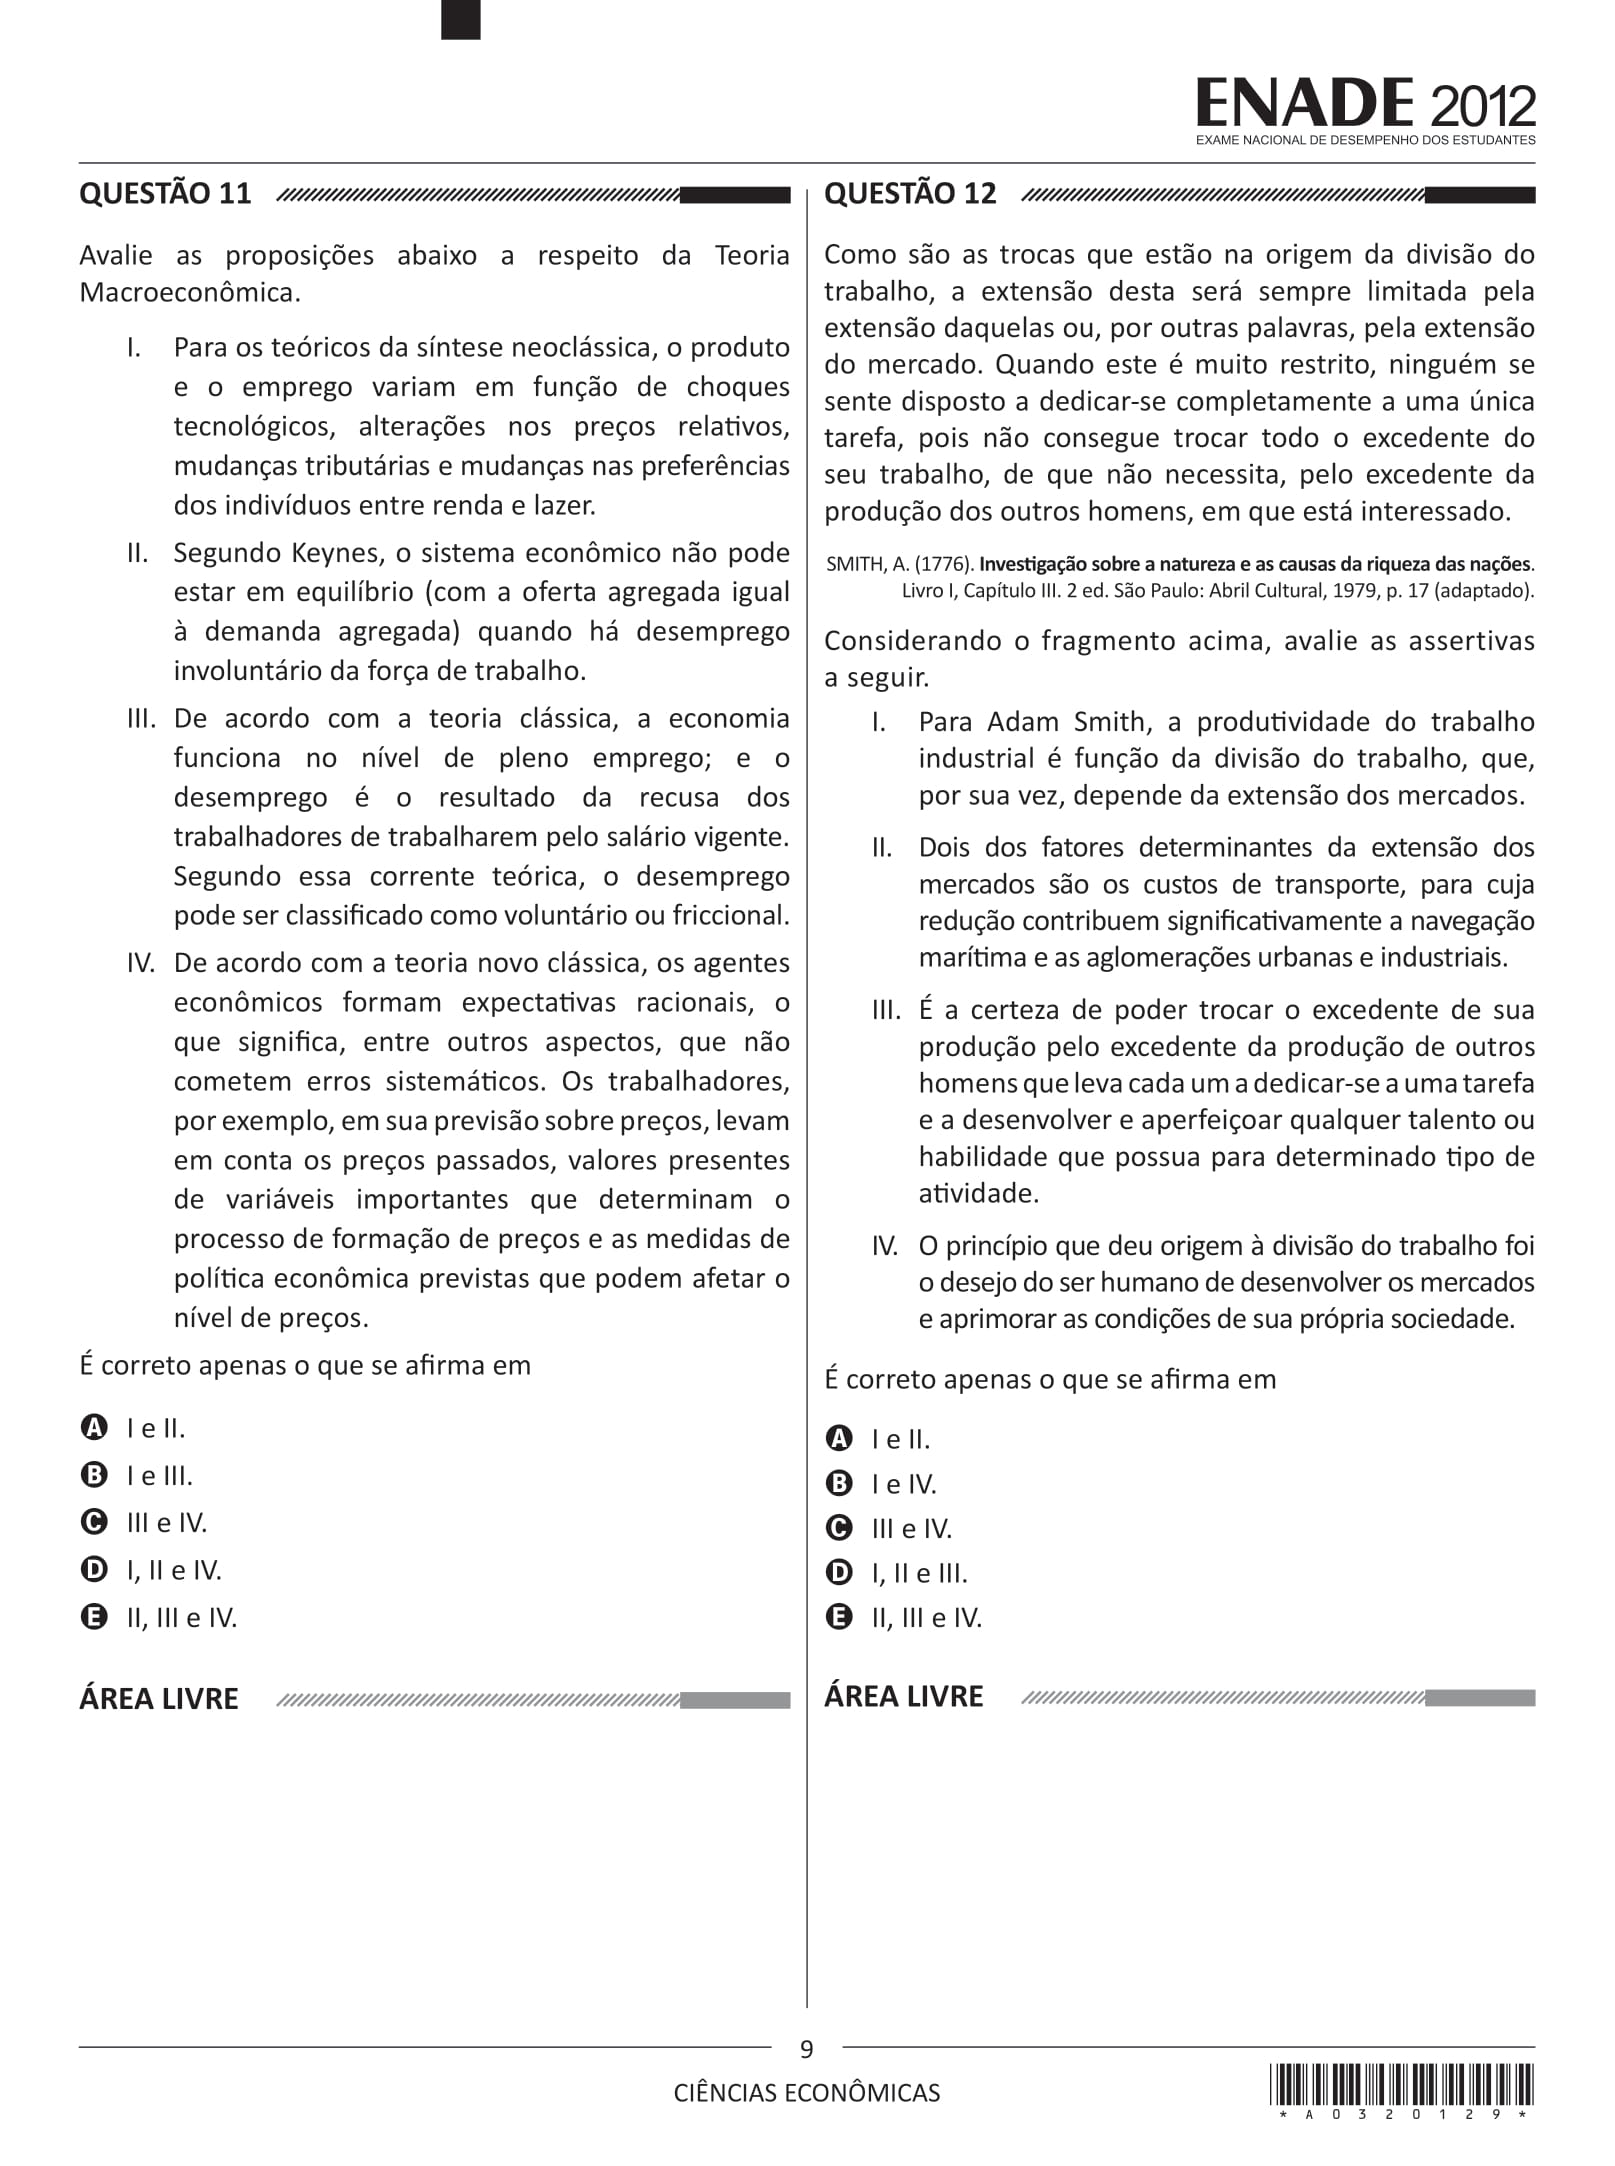 ENADE 2012
EXAME NACIONAL DE DESEMPENHO DOS ESTUDANTES
QUESTÃO 11
Avalie as proposições abaixo a respeito da Teoria
Macroeconômica.
I. Para os teóricos da síntese neoclássica, o produto
e o emprego variam em função de choques
tecnológicos, alterações nos preços relativos,
mudanças tributárias e mudanças nas preferências
dos indivíduos entre renda e lazer.
II. Segundo Keynes, o sistema econômico não pode
estar em equilíbrio (com a oferta agregada igual
à demanda agregada) quando há desemprego
involuntário da força de trabalho.
III. De acordo com a teoria clássica, a economia
funciona no nível de pleno emprego; e o
desemprego é o resultado da recusa dos
trabalhadores de trabalharem pelo salário vigente.
Segundo essa corrente teórica, o desemprego
pode ser classificado como voluntário ou friccional.
IV. De acordo com a teoria novo clássica, os agentes
econômicos formam expectativas racionais, o
que significa, entre outros aspectos, que não
cometem erros sistemáticos. Os trabalhadores,
por exemplo, em sua previsão sobre preços, levam
em conta os preços passados, valores presentes
de variáveis importantes que determinam o
processo de formação de preços e as medidas de
política econômica previstas que podem afetar o
nível de preços.
É correto apenas o que se afirma em
A I e II.
B I e III.
C III e IV.
D I, II e IV.
E II, III e IV.
ÁREA LIVRE
QUESTÃO 12
Como são as trocas que estão na origem da divisão do
trabalho, a extensão desta será sempre limitada pela
extensão daquelas ou, por outras palavras, pela extensão
do mercado. Quando este é muito restrito, ninguém se
sente disposto a dedicar-se completamente a uma única
tarefa, pois não consegue trocar todo o excedente do
seu trabalho, de que não necessita, pelo excedente da
produção dos outros homens, em que está interessado.
SMITH, A. (1776). Investigação sobre a natureza e as causas da riqueza das nações.
Livro I, Capítulo III. 2 ed. São Paulo: Abril Cultural, 1979, p. 17 (adaptado).
Considerando o fragmento acima, avalie as assertivas
a seguir.
I. Para Adam Smith, a produtividade do trabalho
industrial é função da divisão do trabalho, que,
por sua vez, depende da extensão dos mercados.
II. Dois dos fatores determinantes da extensão dos
mercados são os custos de transporte, para cuja
redução contribuem significativamente a navegação
marítima e as aglomerações urbanas e industriais.
III. É a certeza de poder trocar o excedente de sua
produção pelo excedente da produção de outros
homens que leva cada um a dedicar-se a uma tarefa
e a desenvolver e aperfeiçoar qualquer talento ou
habilidade que possua para determinado tipo de
atividade.
IV. O princípio que deu origem à divisão do trabalho foi
o desejo do ser humano de desenvolver os mercados
e aprimorar as condições de sua própria sociedade.
É correto apenas o que se afirma em
A I e II.
B I e IV.
C III e IV.
D I, II e III.
E II, III e IV.
ÁREA LIVRE
9
CIÊNCIAS ECONÔMICAS
* A 0 3 2 0 1 2 9 *